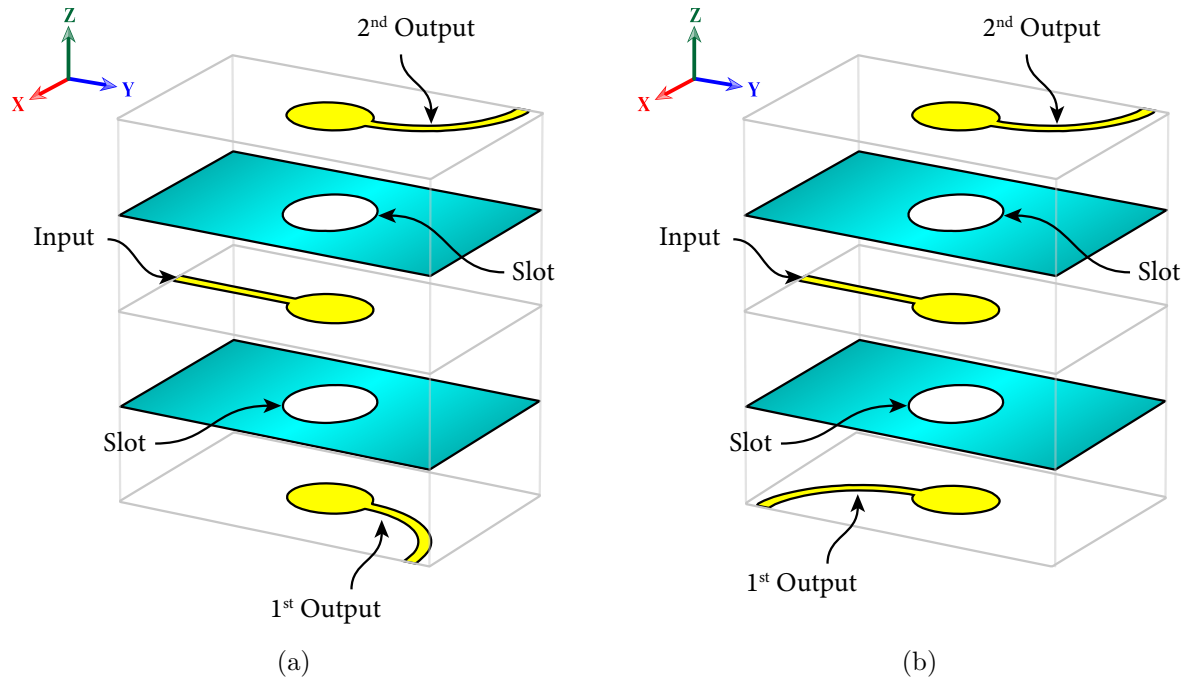 Z
X
Y
2nd Output
Input
Slot
Slot
1st Output
(a)
Z
X
Y
2nd Output
Input
Slot
Slot
1st Output
(b)